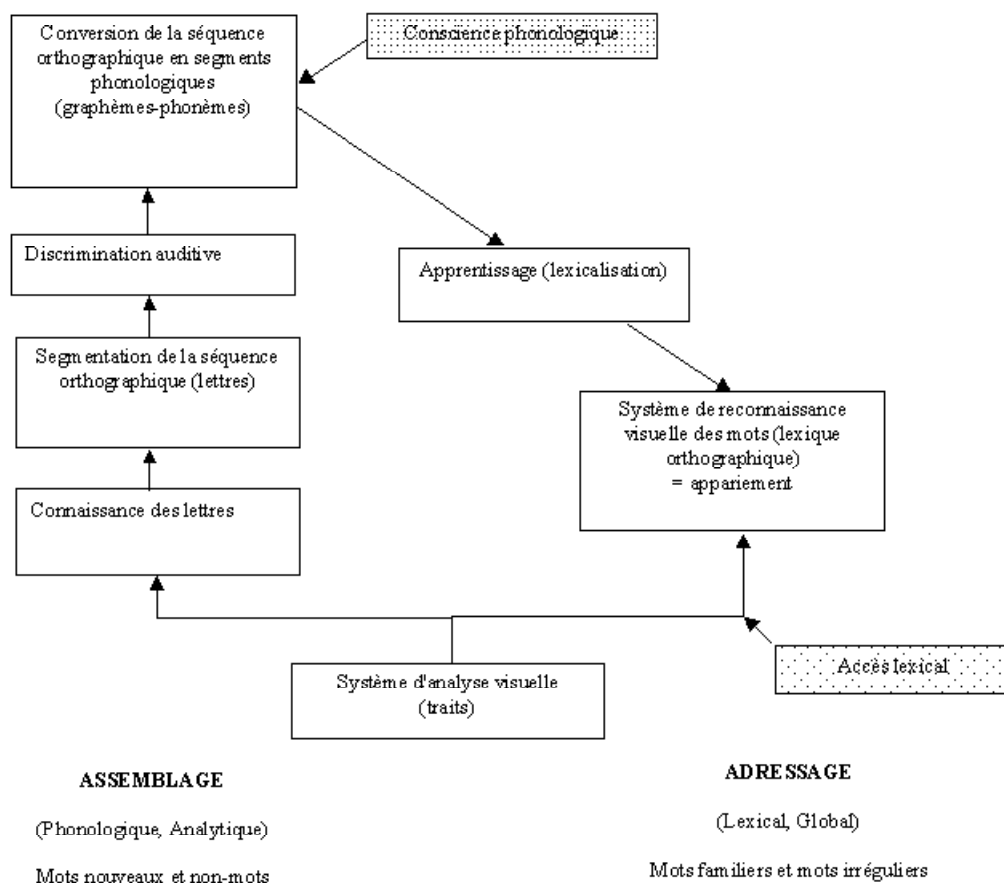 Conversion de la séquence
orthographique en segments
phonologiques
(graphèmes-phonèmes)
Conscience phonologique
Discrimination auditive
Apprentissage (lexicalisation)
Segmentation de la séquence
orthographique (lettres)
Système de reconnaissance
visuelle des mots (lexique
orthographique)
= appariement
Connaissance des lettres
Système d'analyse visuelle
(traits)
Accès lexical
ASSEMBLAGE
(Phonologique, Analytique)
Mots nouveaux et non-mots
ADRESSAGE
(Lexical, Global)
Mots familiers et mots irréguliers